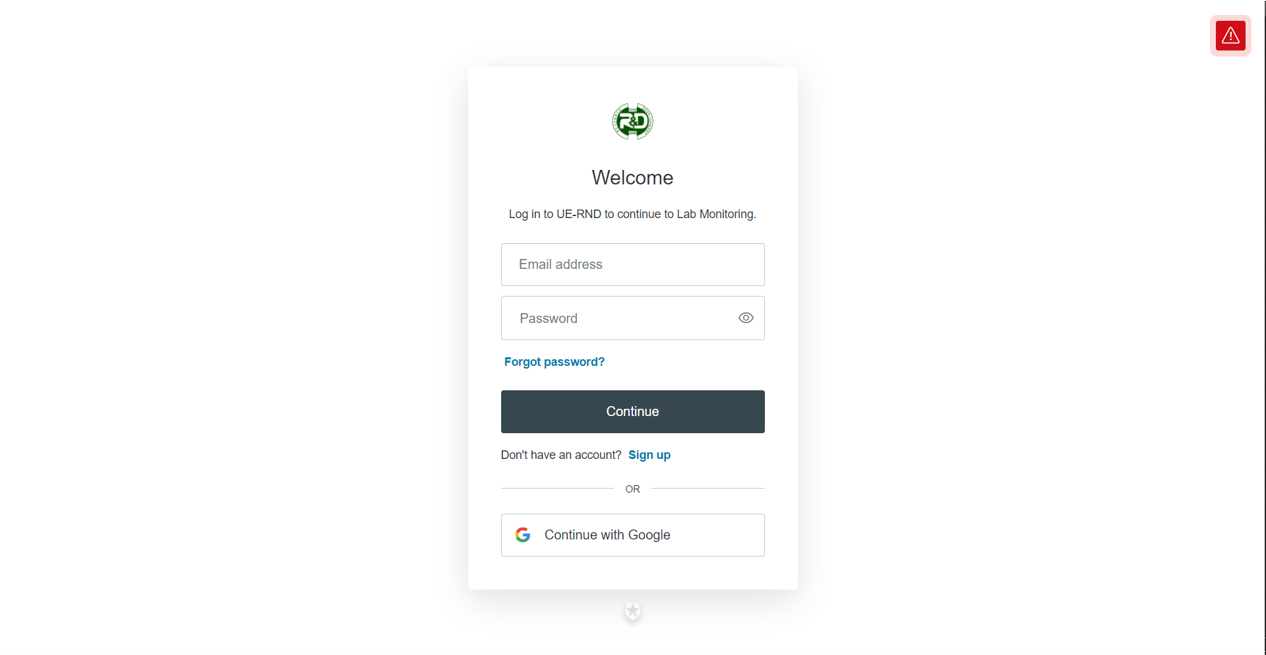 R&D
Welcome
Log in to UE-RND to continue to Lab Monitoring.
Email address
Password
Forgot password?
Continue
Don't have an account? Sign up
OR
Continue with Google